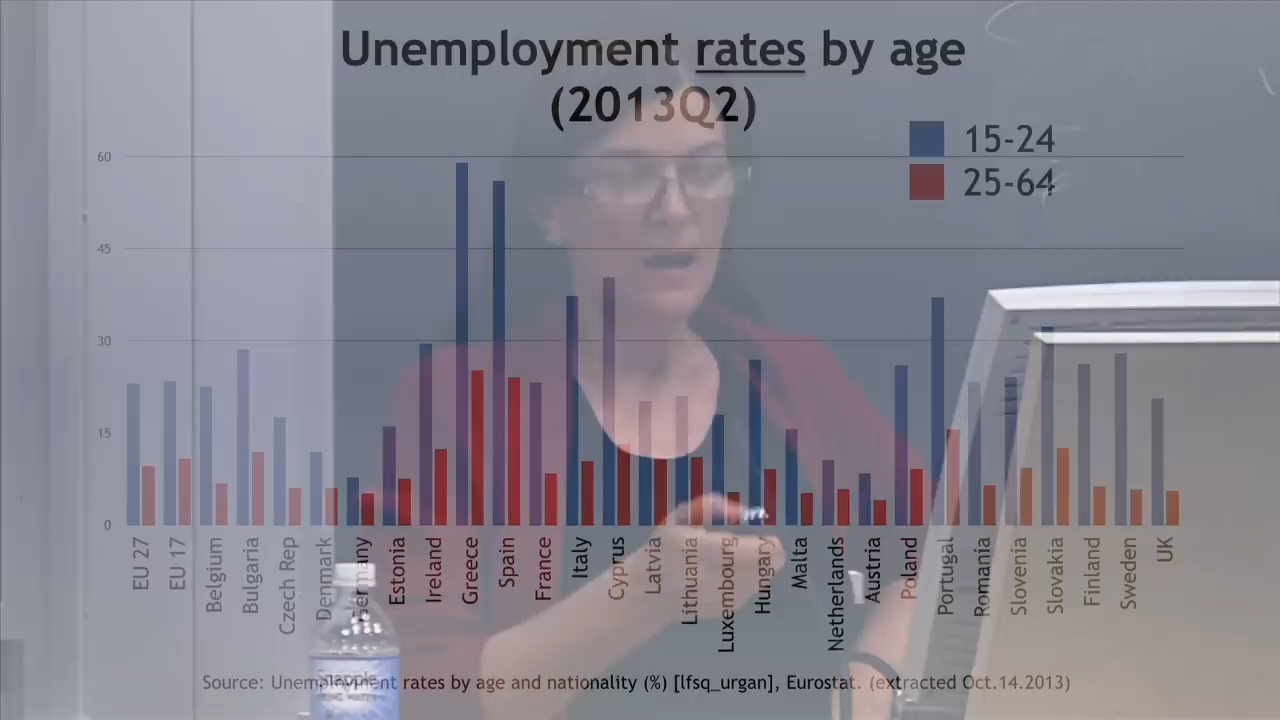 Unemployment rates by age
(2013Q2)
15-24
25-64
60
45
30
15
0
EU 27
EU 17
Belgium
Bulgaria
Czech Rep
Denmark
Germany
Estonia
Ireland
Greece
Spain
France
Italy
Cyprus
Latvia
Lithuania
Luxembourg
Hungary
Malta
Netherlands
Austria
Poland
Portugal
Romania
Slovenia
Slovakia
Finland
Sweden
UK
Source: Unemployment rates by age and nationality (%) [lfsq_urgan], Eurostat. (extracted Oct.14.2013)
Snapple